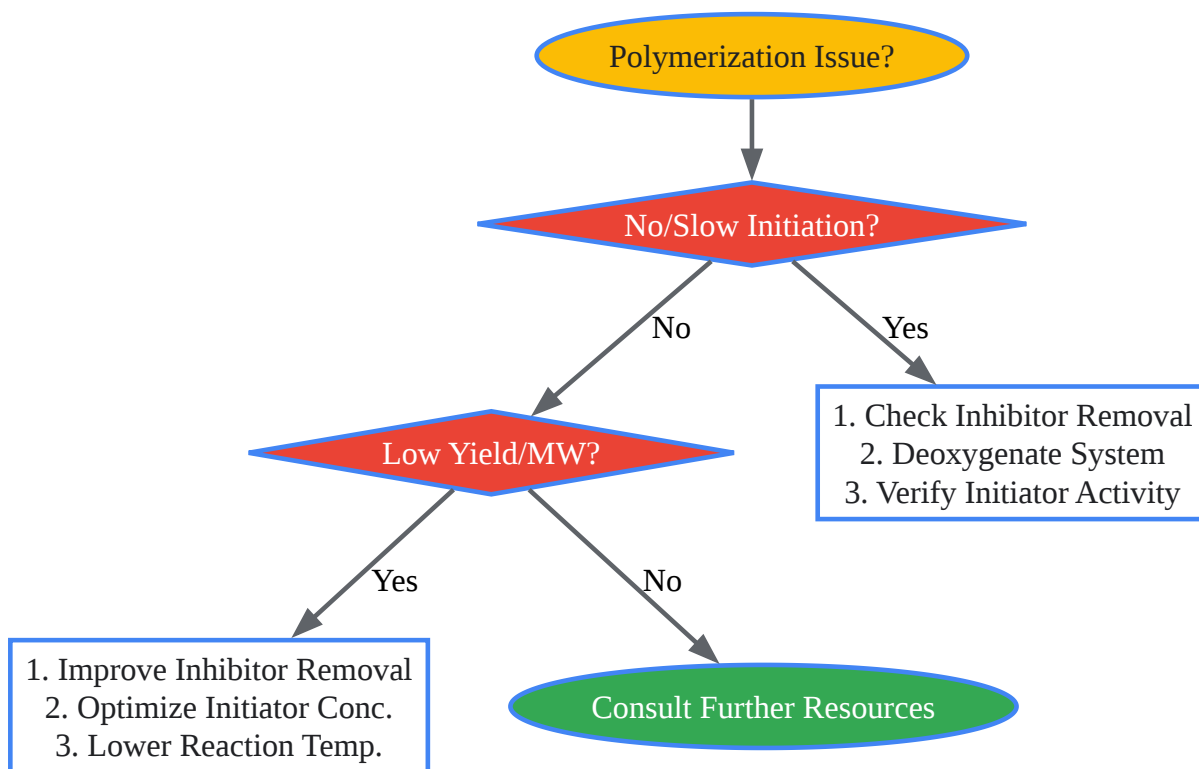 Polymerization Issue?
No/Slow Initiation?
No
Yes
1. Check Inhibitor Removal
2. Deoxygenate System
3. Verify Initiator Activity
Low Yield/MW?
Yes
No
1. Improve Inhibitor Removal
2. Optimize Initiator Conc.
3. Lower Reaction Temp.
Consult Further Resources